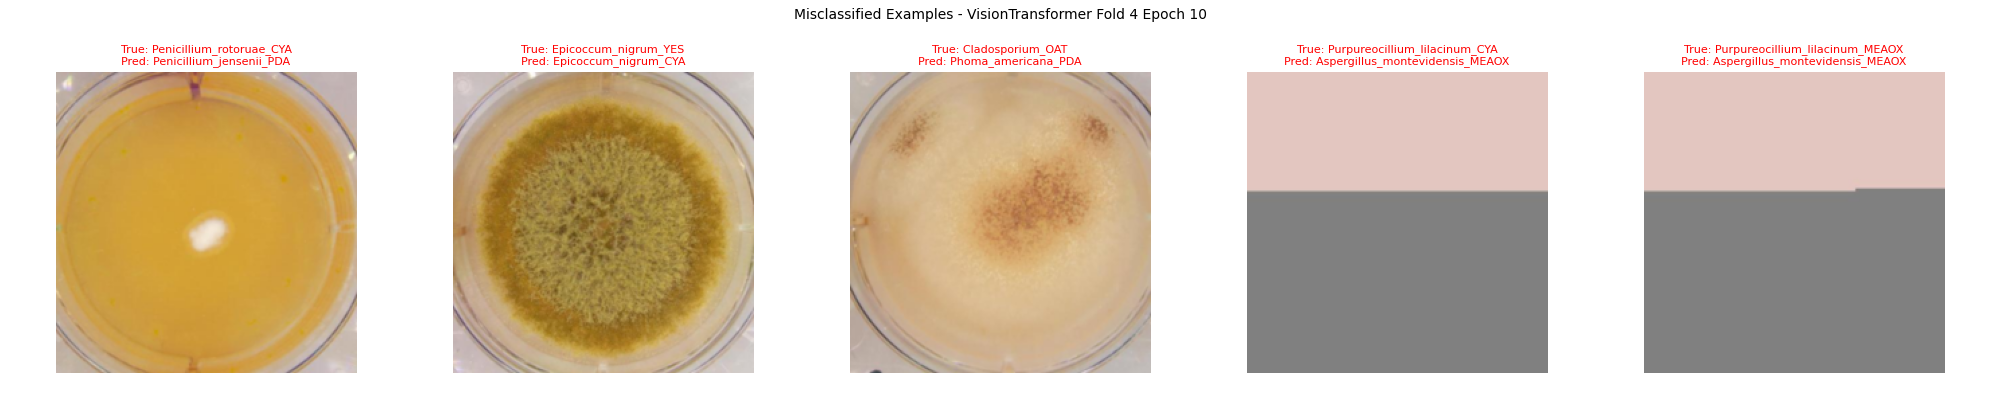 Misclassified Examples - VisionTransformer Fold 4 Epoch 10
True: Penicillium_rotoruae_CYA
Pred: Penicillium_jensenii_PDA
True: Epicoccum_nigrum_YES
Pred: Epicoccum_nigrum_CYA
True: Cladosporium_OAT
Pred: Phoma_americana_PDA
True: Purpureocillium_lilacinum_CYA
Pred: Aspergillus_montevidensis_MEAOX
True: Purpureocillium_lilacinum_MEAOX
Pred: Aspergillus_montevidensis_MEAOX